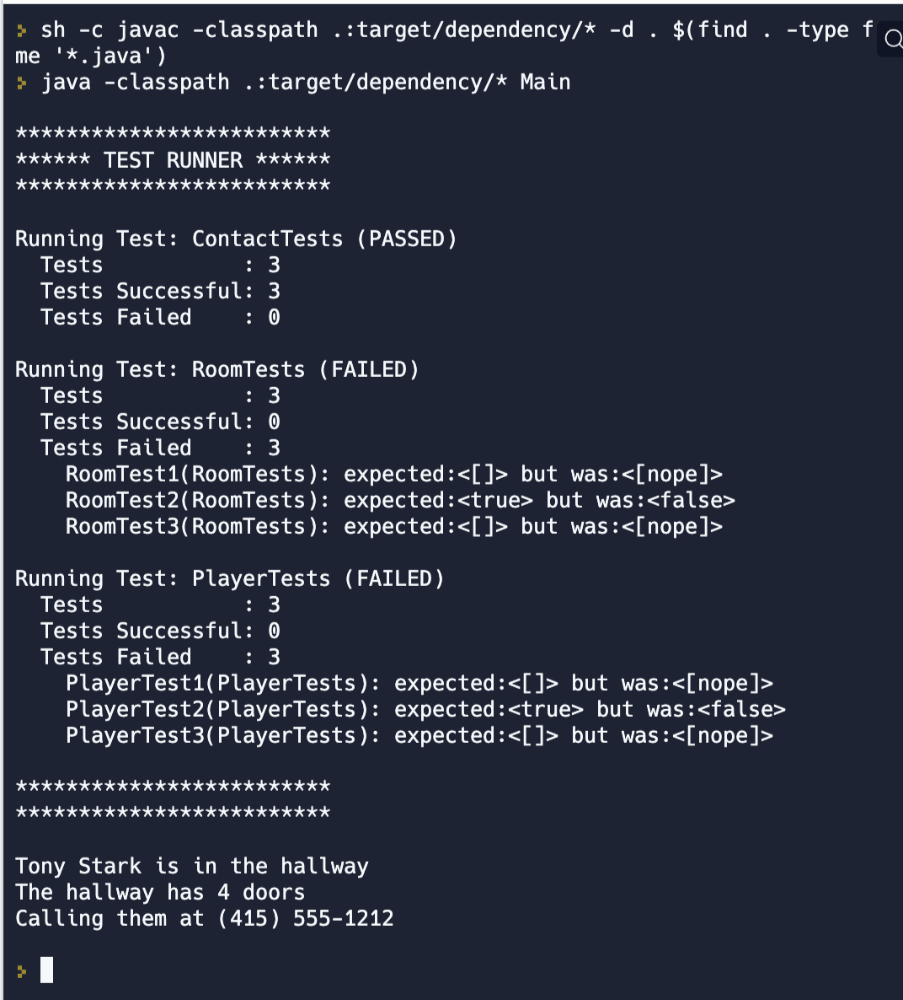 sh -c javac -classpath .:target/dependency/* -d . $(find . -type f
me '*.java')
java -classpath .:target/dependency/* Main
*************************
****** TEST RUNNER ******
*************************
Running Test: ContactTests (PASSED)
Tests : 3
Tests Successful: 3
Tests Failed : 0
Running Test: RoomTests (FAILED)
Tests : 3
Tests Successful: 0
Tests Failed : 3
RoomTest1(RoomTests): expected:<[]> but was:<[nope]>
RoomTest2(RoomTests): expected:<true> but was:<false>
RoomTest3(RoomTests): expected:<[]> but was:<[nope]>
Running Test: PlayerTests (FAILED)
Tests : 3
Tests Successful: 0
Tests Failed : 3
PlayerTest1(PlayerTests): expected:<[]> but was:<[nope]>
PlayerTest2(PlayerTests): expected:<true> but was:<false>
PlayerTest3(PlayerTests): expected:<[]> but was:<[nope]>
*************************
*************************
Tony Stark is in the hallway
The hallway has 4 doors
Calling them at (415) 555-1212